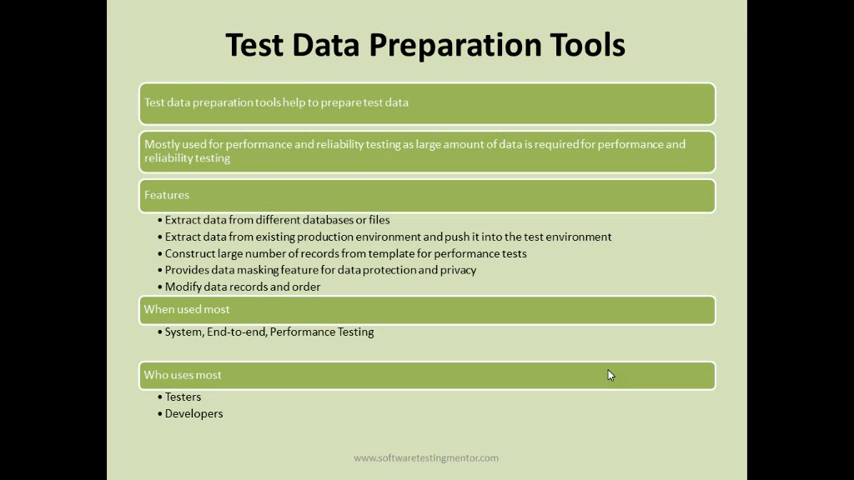 Test Data Preparation Tools
Test data preparation tools help to prepare test data
Mostly used for performance and reliability testing as large amount of data is required for performance and
reliability testing
Features
• Extract data from different databases or files
• Extract data from existing production environment and push it into the test environment
• Construct large number of records from template for performance tests
• Provides data masking feature for data protection and privacy
• Modify data records and order
When used most
• System, End-to-end, Performance Testing
Who uses most
• Testers
• Developers
www.softwaretestingmentor.com